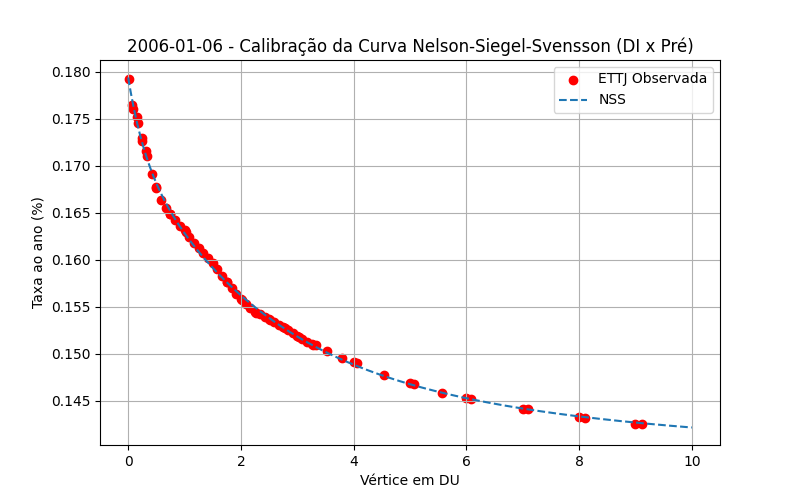 2006-01-06 - Calibração da Curva Nelson-Siegel-Svensson (DI x Pré)
ETTJ Observada
NSS
Taxa ao ano (%)
0.180
0.175
0.170
0.165
0.160
0.155
0.150
0.145
0 2 4 6 8 10
Vértice em DU